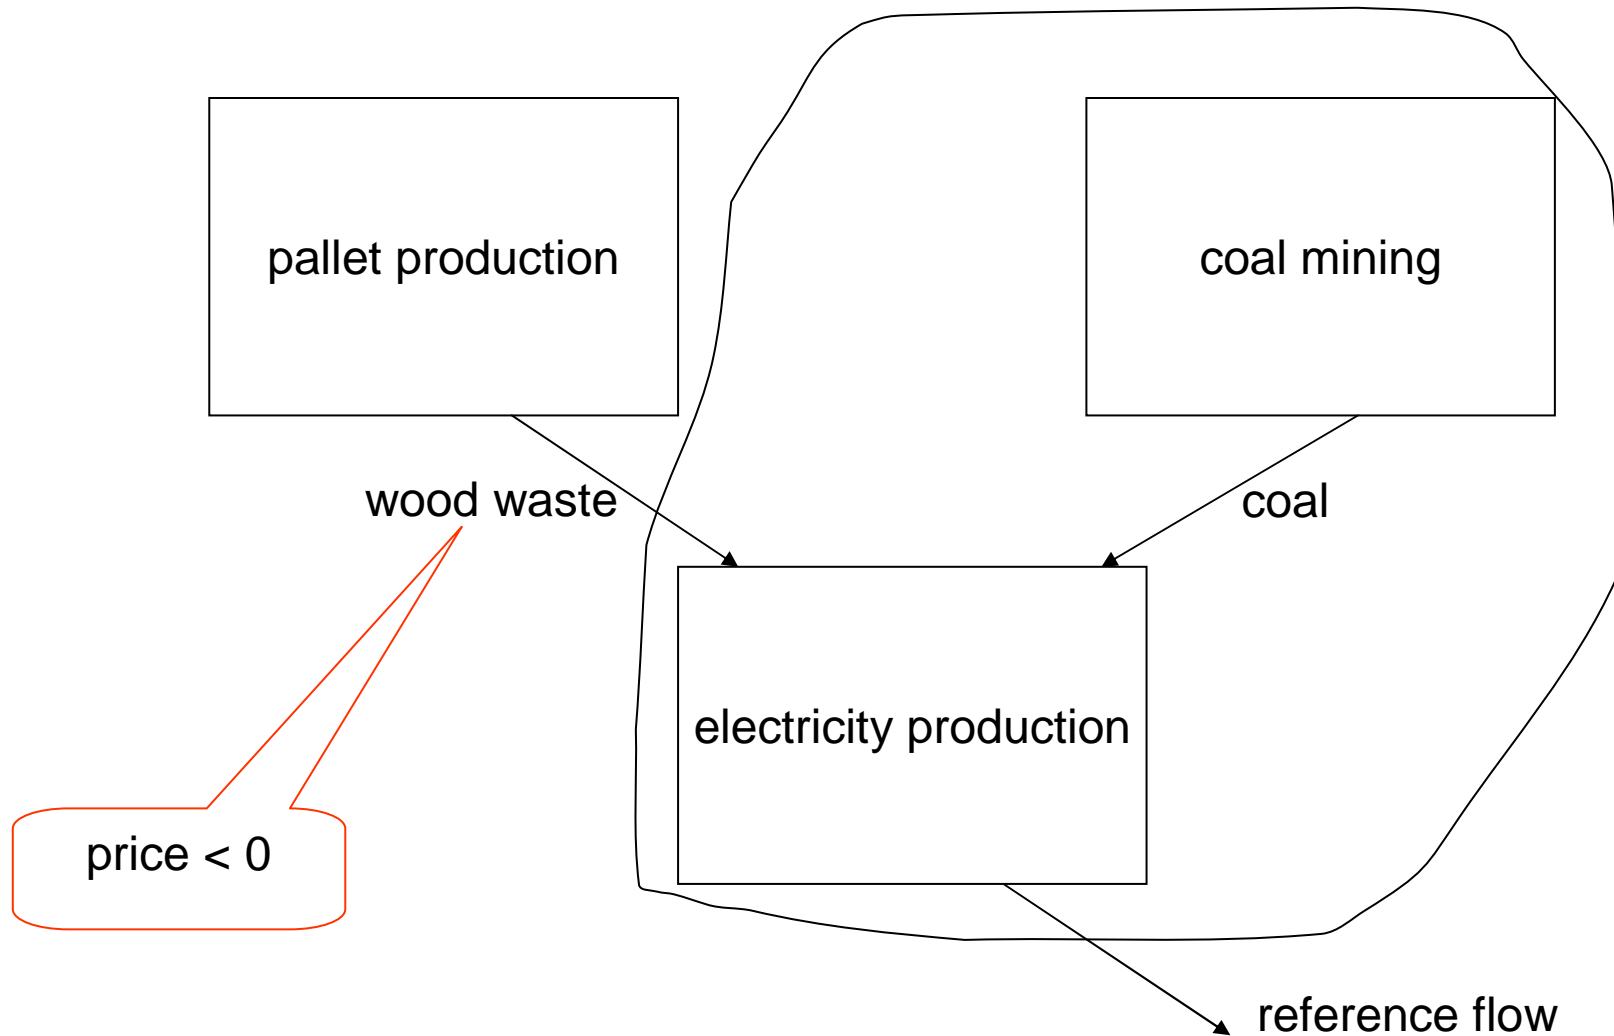 pallet production
coal mining
wood waste
coal
electricity production
price < 0
reference flow